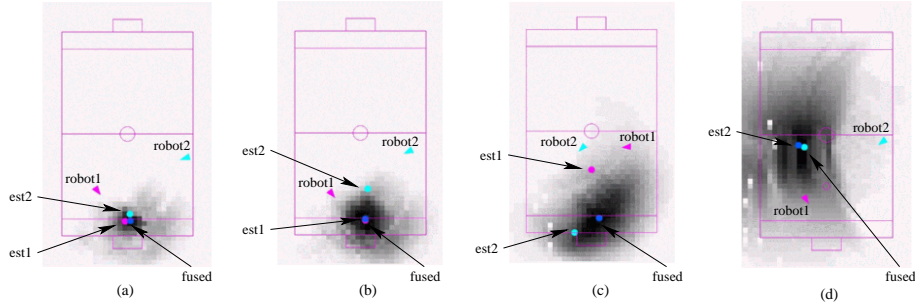 robot2
robot1
est2
est1
fused
(a)
robot2
est2
robot1
est1
fused
(b)
robot2
robot1
est1
est2
fused
(c)
robot2
est2
robot1
fused
(d)